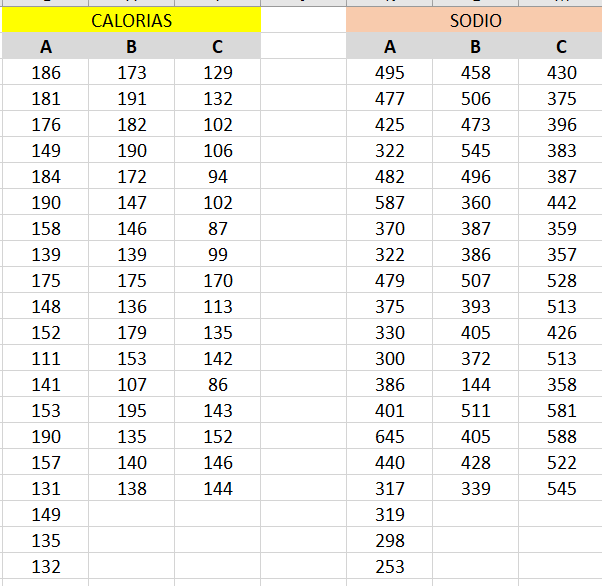 CALORIAS SODIO
A B C A B C
186 173 129 495 458 430
181 191 132 477 506 375
176 182 102 425 473 396
149 190 106 322 545 383
184 172 94 482 496 387
190 147 102 587 360 442
158 146 87 370 387 359
139 139 99 322 386 357
175 175 170 479 507 528
148 136 113 375 393 513
152 179 135 330 405 426
111 153 142 300 372 513
141 107 86 386 144 358
153 195 143 401 511 581
190 135 152 645 405 588
157 140 146 440 428 522
131 138 144 317 339 545
149 319
135 298
132 253